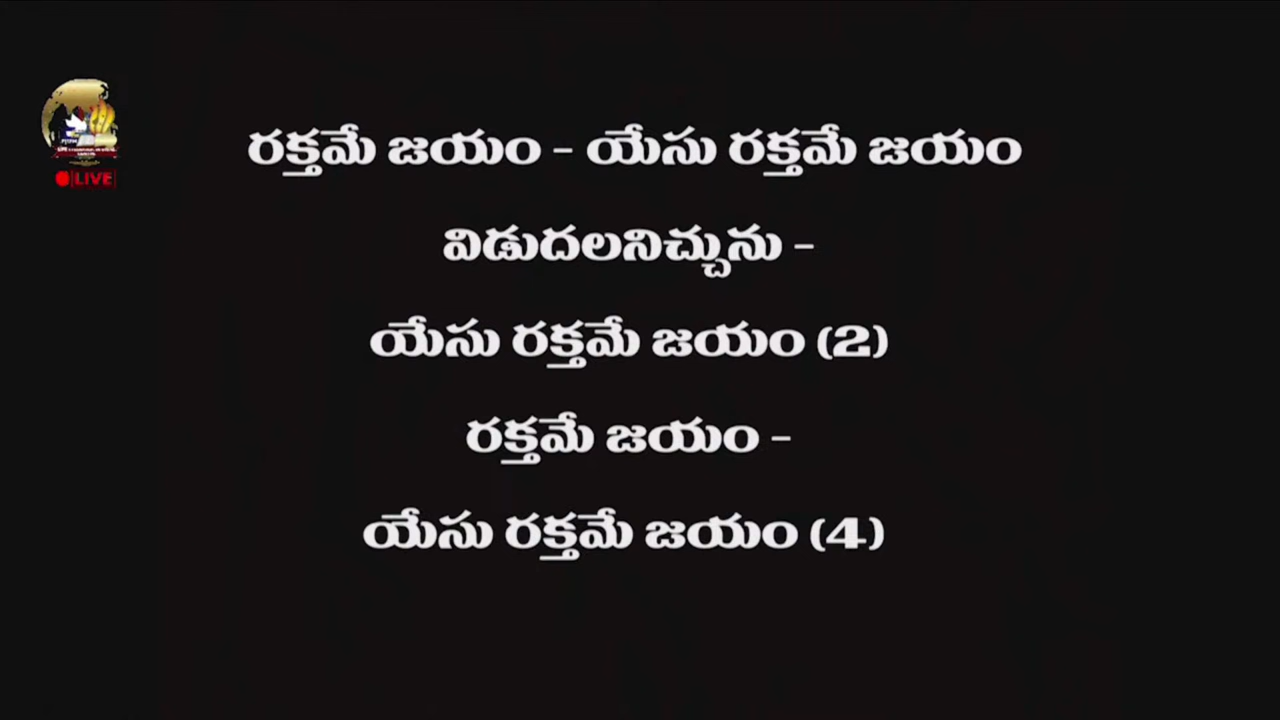 రక్తమే జయం - యేసు రక్తమే జయం
LIVE
విడుదలనిచ్చును -
యేసు రక్తమే జయం (2)
రక్తమే జయం -
యేసు రక్తమే జయం (4)